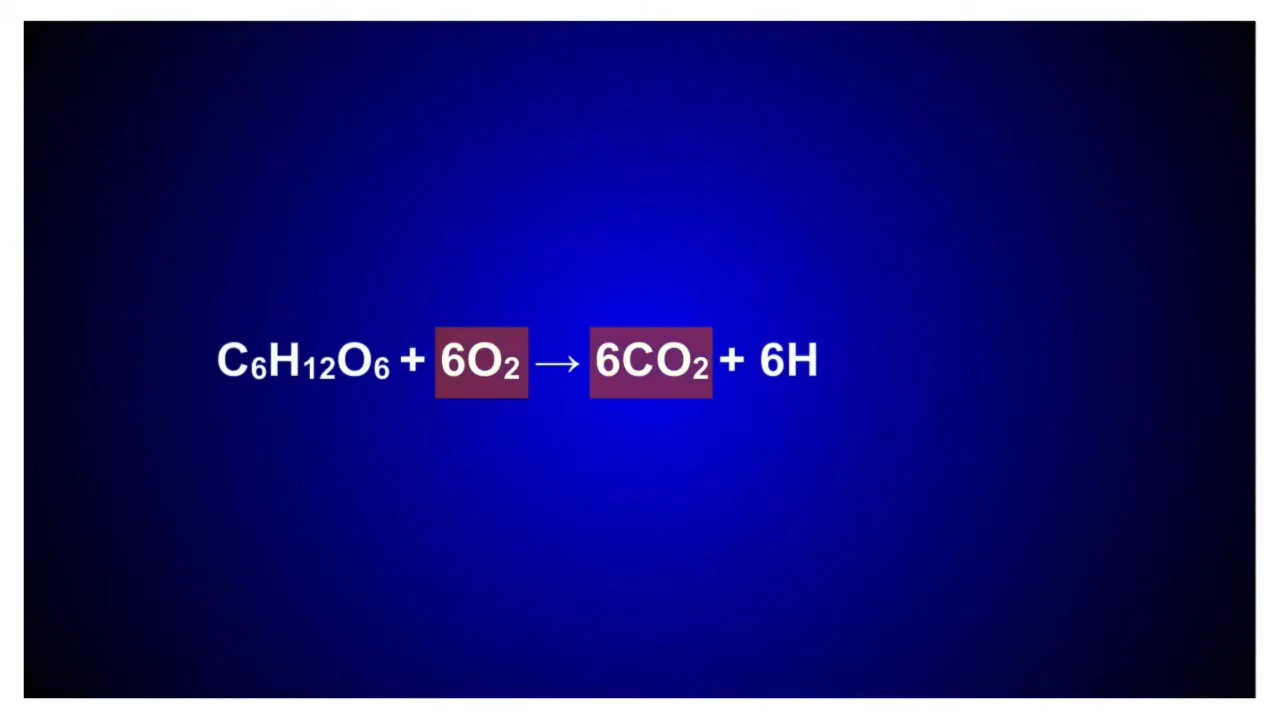 C₆H₁₂O₆ + 6O₂ → 6CO₂ + 6H